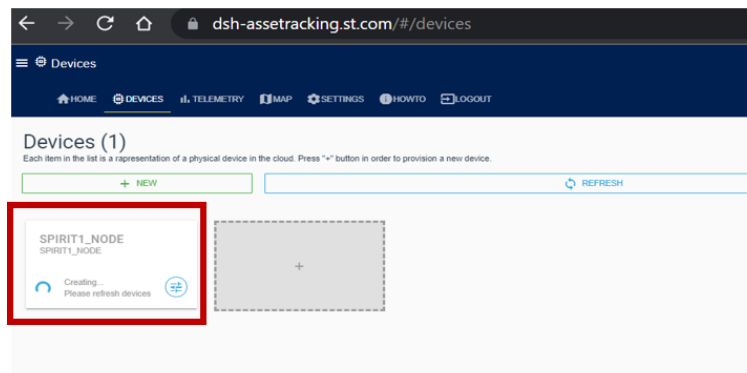 dsh-assetracking.st.com/#/devices
Devices
HOME DEVICES TELEMETRY MAP SETTINGS HOWTO LOGOUT
Devices (1)
Each item in the list is a rapresentation of a physical device in the cloud. Press "+" button in order to provision a new device.
+ NEW
REFRESH
SPIRIT1_NODE
SPIRIT1_NODE
Creating...
Please refresh devices
+